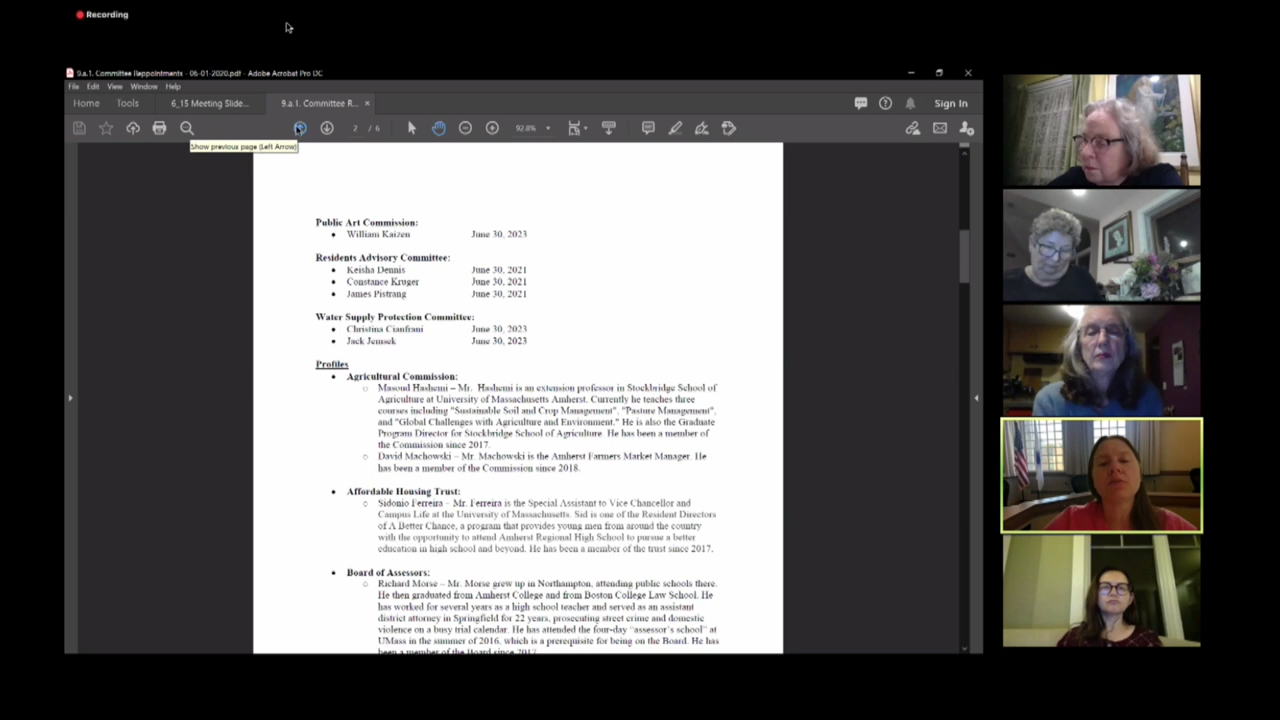 Recording
9.a.1. Committee Reppointments - 06-01-2020.pdf - Adobe Acrobat Pro DC
File Edit View Window Help
Home Tools 6_15 Meeting Slide... 9.a.1. Committee R... × Sign In
2 / 6 92.8%
Show previous page (Left Arrow)
Public Art Commission:
• William Kaizen June 30, 2023
Residents Advisory Committee:
• Keisha Dennis June 30, 2021
• Constance Kruger June 30, 2021
• James Pistrang June 30, 2021
Water Supply Protection Committee:
• Christina Cianfrani June 30, 2023
• Jack Jemsek June 30, 2023
Profiles
• Agricultural Commission:
○ Masoud Hashemi – Mr. Hashemi is an extension professor in Stockbridge School of
Agriculture at University of Massachusetts Amherst. Currently he teaches three
courses including "Sustainable Soil and Crop Management", "Pasture Management",
and "Global Challenges with Agriculture and Environment." He is also the Graduate
Program Director for Stockbridge School of Agriculture. He has been a member of
the Commission since 2017.
○ David Machowski – Mr. Machowski is the Amherst Farmers Market Manager. He
has been a member of the Commission since 2018.
• Affordable Housing Trust:
○ Sidonio Ferreira – Mr. Ferreira is the Special Assistant to Vice Chancellor and
Campus Life at the University of Massachusetts. Sid is one of the Resident Directors
of A Better Chance, a program that provides young men from around the country
with the opportunity to attend Amherst Regional High School to pursue a better
education in high school and beyond. He has been a member of the trust since 2017.
• Board of Assessors:
○ Richard Morse – Mr. Morse grew up in Northampton, attending public schools there.
He then graduated from Amherst College and from Boston College Law School. He
has worked for several years as a high school teacher and served as an assistant
district attorney in Springfield for 22 years, prosecuting street crime and domestic
violence on a busy trial calendar. He has attended the four-day "assessor's school" at
UMass in the summer of 2016, which is a prerequisite for being on the Board. He has
been a member of the Board since 2017.